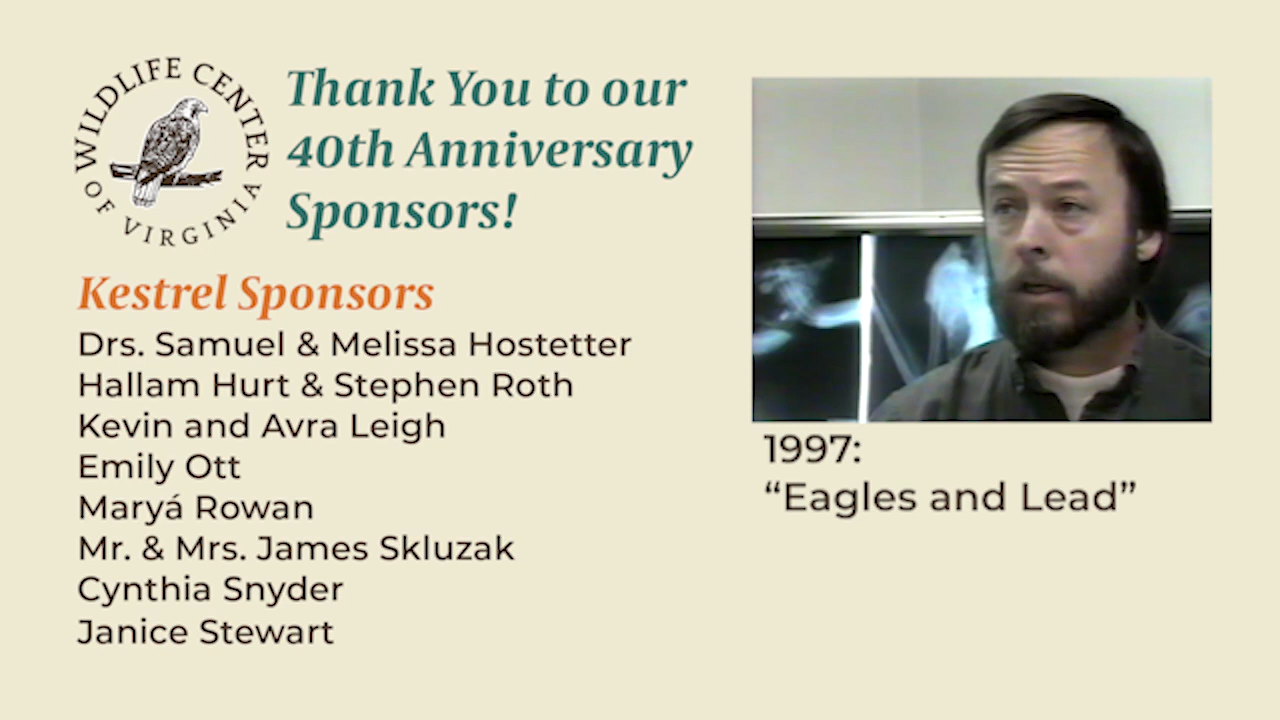 WILDLIFE CENTER
OF VIRGINIA
Thank You to our
40th Anniversary
Sponsors!
Kestrel Sponsors
Drs. Samuel & Melissa Hostetter
Hallam Hurt & Stephen Roth
Kevin and Avra Leigh
Emily Ott
Maryá Rowan
Mr. & Mrs. James Skluzak
Cynthia Snyder
Janice Stewart
1997:
“Eagles and Lead”